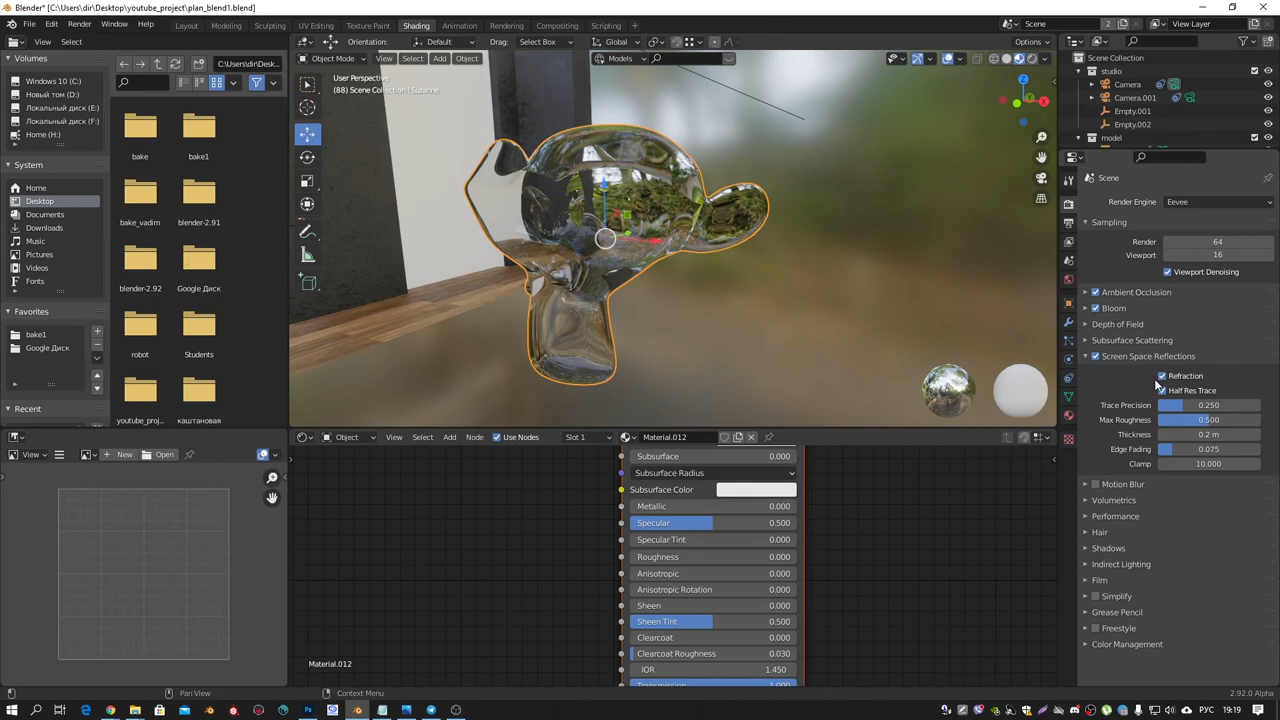 Blender* [C:\Users\dir\Desktop\youtube_project\plan_blend1.blend]
File Edit Render Window Help Layout Modeling Sculpting UV Editing Texture Paint Shading Animation Rendering Compositing Scripting + Scene 2 View Layer
View Select Orientation: Default Drag: Select Box Global Options
Volumes C:\Users\dir\Desk... Object Mode View Select Add Object Models Scene Collection
Windows 10 (C:)
Новый том (D:)
Локальный диск (E:)
Локальный диск (F:)
Home (H:)
System
Home
Desktop
Documents
Downloads
Music
Pictures
Videos
Fonts
Favorites
bake1
Google Диск
Recent
bake bake1
bake_vadim blender-2.91
blender-2.92 Google Диск
robot Students
youtube_proj... каштановая
User Perspective
(88) Scene Collection | Suzanne
Z
X
Y
studio
Camera
Camera.001
Empty.001
Empty.002
model
Scene
Render Engine Eevee
Sampling
Render 64
Viewport 16
Viewport Denoising
Ambient Occlusion
Bloom
Depth of Field
Subsurface Scattering
Screen Space Reflections
Refraction
Half Res Trace
Trace Precision 0.250
Max Roughness 0.500
Thickness 0.2 m
Edge Fading 0.075
Clamp 10.000
Motion Blur
Volumetrics
Performance
Hair
Shadows
Indirect Lighting
Film
Simplify
Grease Pencil
Freestyle
Color Management
View + New Open
Object View Select Add Node Use Nodes Slot 1 Material.012
Subsurface 0.000
Subsurface Radius
Subsurface Color
Metallic 0.000
Specular 0.500
Specular Tint 0.000
Roughness 0.000
Anisotropic 0.000
Anisotropic Rotation 0.000
Sheen 0.000
Sheen Tint 0.500
Clearcoat 0.000
Clearcoat Roughness 0.030
IOR 1.450
Transmission 1.000
Material.012
Pan View Context Menu 2.92.0 Alpha
РУС 19:19